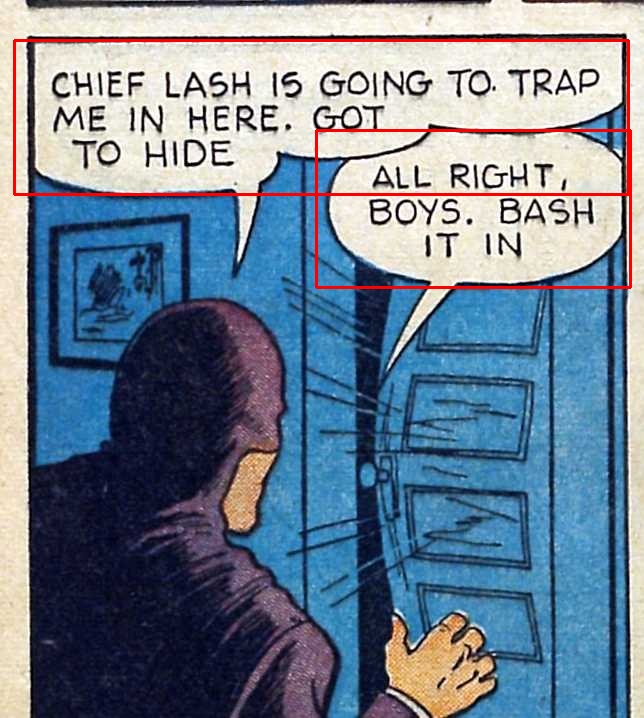 CHIEF LASH IS GOING TO. TRAP
ME IN HERE. GOT
TO HIDE
ALL RIGHT,
BOYS. BASH
IT IN